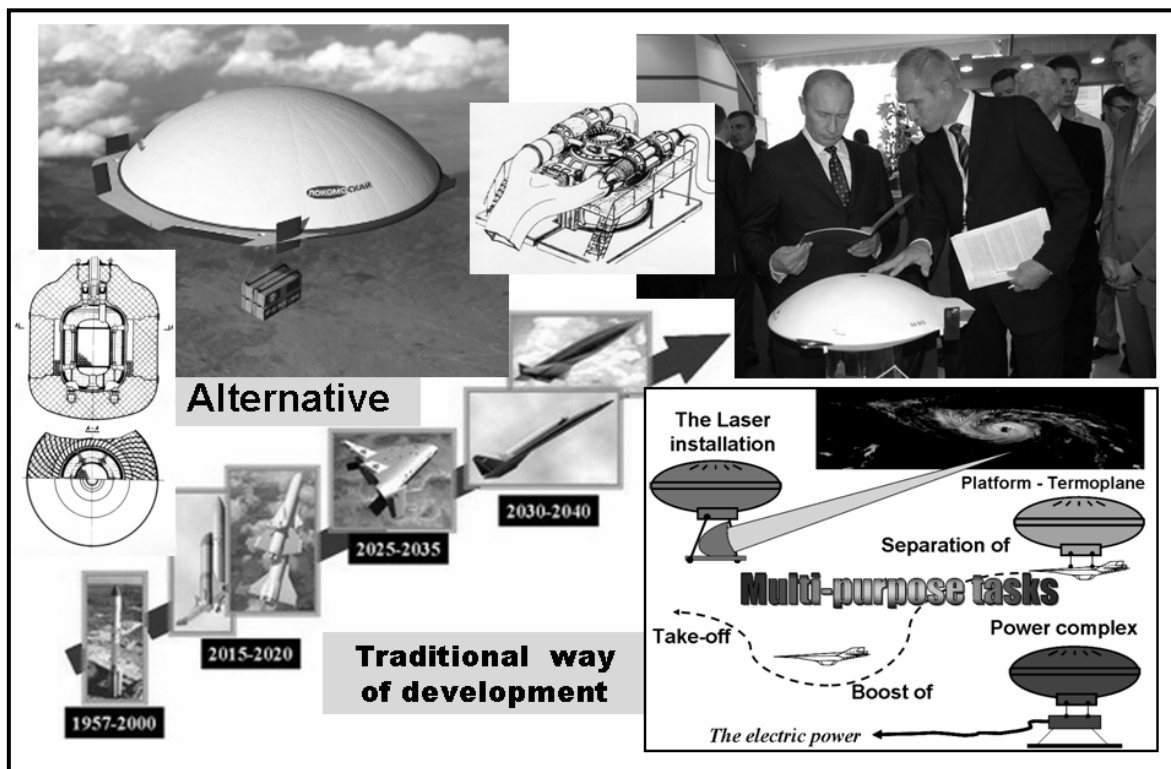 ЛОКОМОСКАЙ
A-A
Alternative
2030-2040
2025-2035
2015-2020
1957-2000
Traditional way
of development
The Laser
installation
Platform - Termoplane
Separation of
Multi-purpose tasks
Take-off
Power complex
Boost of
The electric power